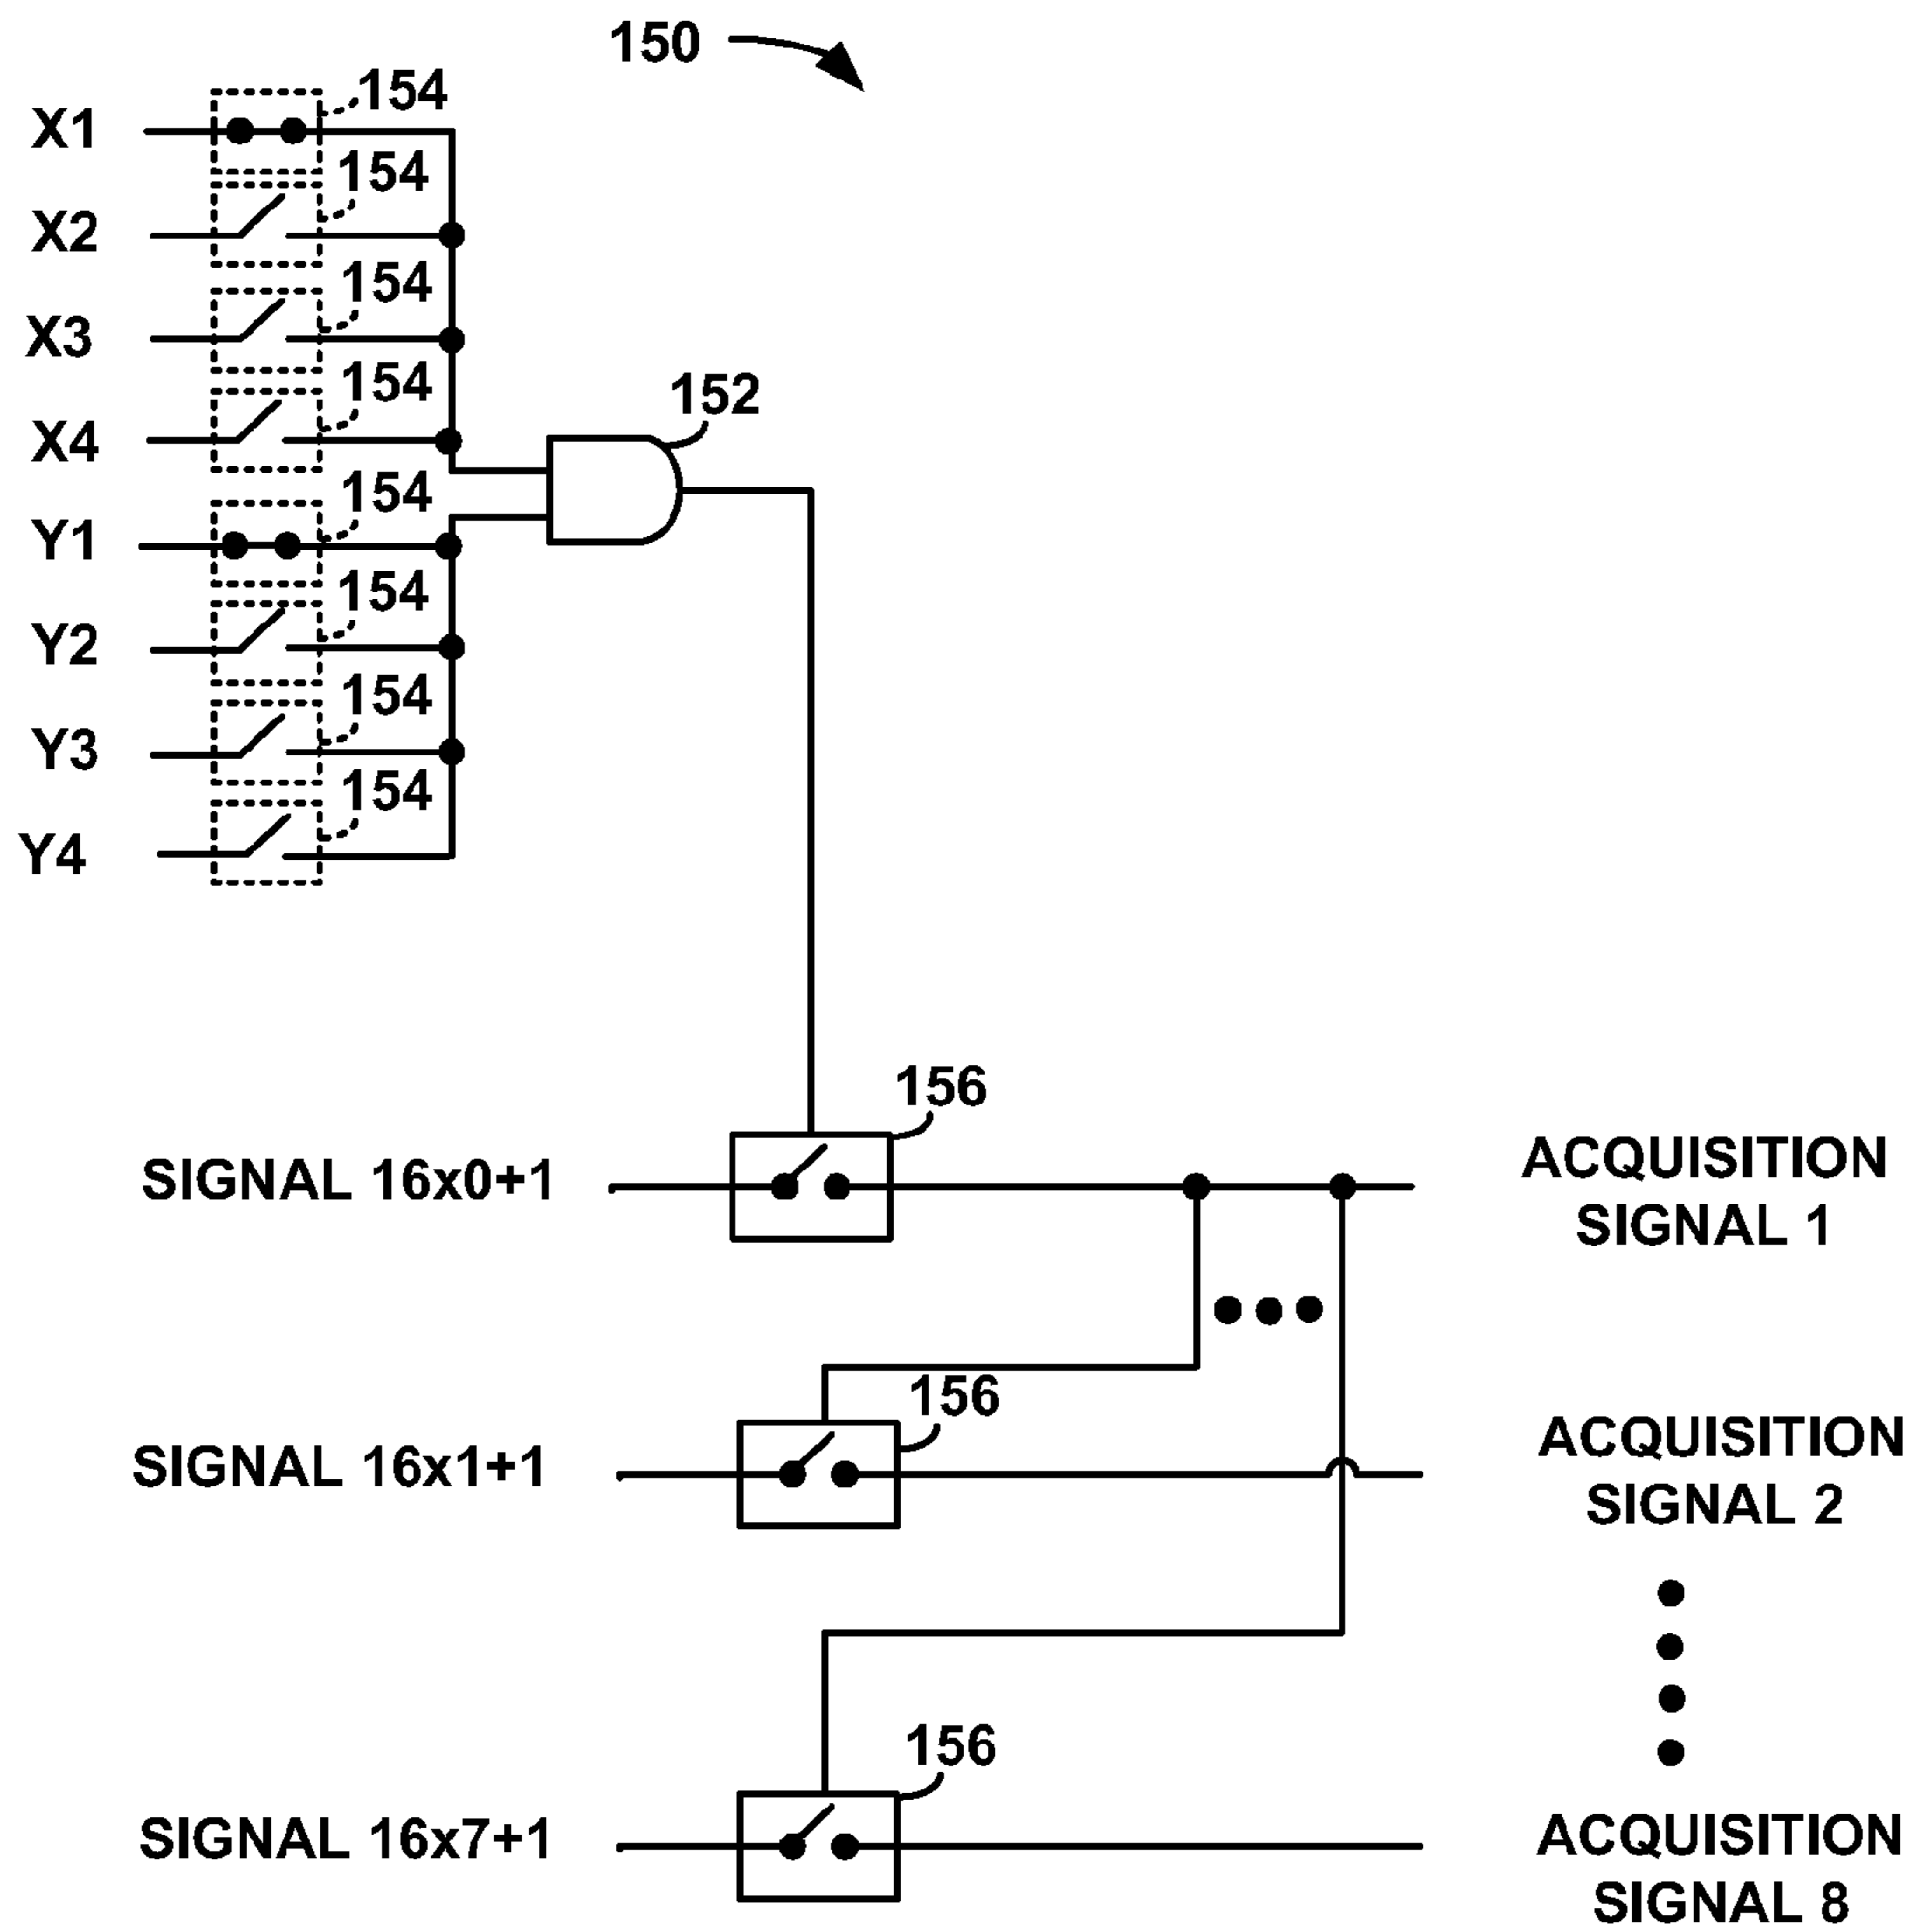 150
X1
154
X2
154
X3
154
X4
154
Y1
154
Y2
154
Y3
154
Y4
154
152
156
SIGNAL 16x0+1
ACQUISITION
SIGNAL 1
156
SIGNAL 16x1+1
ACQUISITION
SIGNAL 2
156
SIGNAL 16x7+1
ACQUISITION
SIGNAL 8